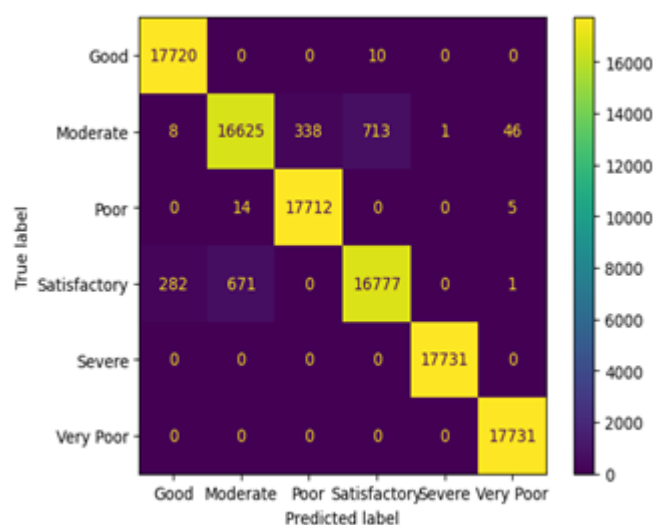 Good 17720 0 0 10 0 0
Moderate 8 16625 338 713 1 46
Poor 0 14 17712 0 0 5
Satisfactory 282 671 0 16777 0 1
Severe 0 0 0 0 17731 0
Very Poor 0 0 0 0 0 17731
Good Moderate Poor Satisfactory Severe Very Poor
Predicted label
True label
16000
14000
12000
10000
8000
6000
4000
2000
0